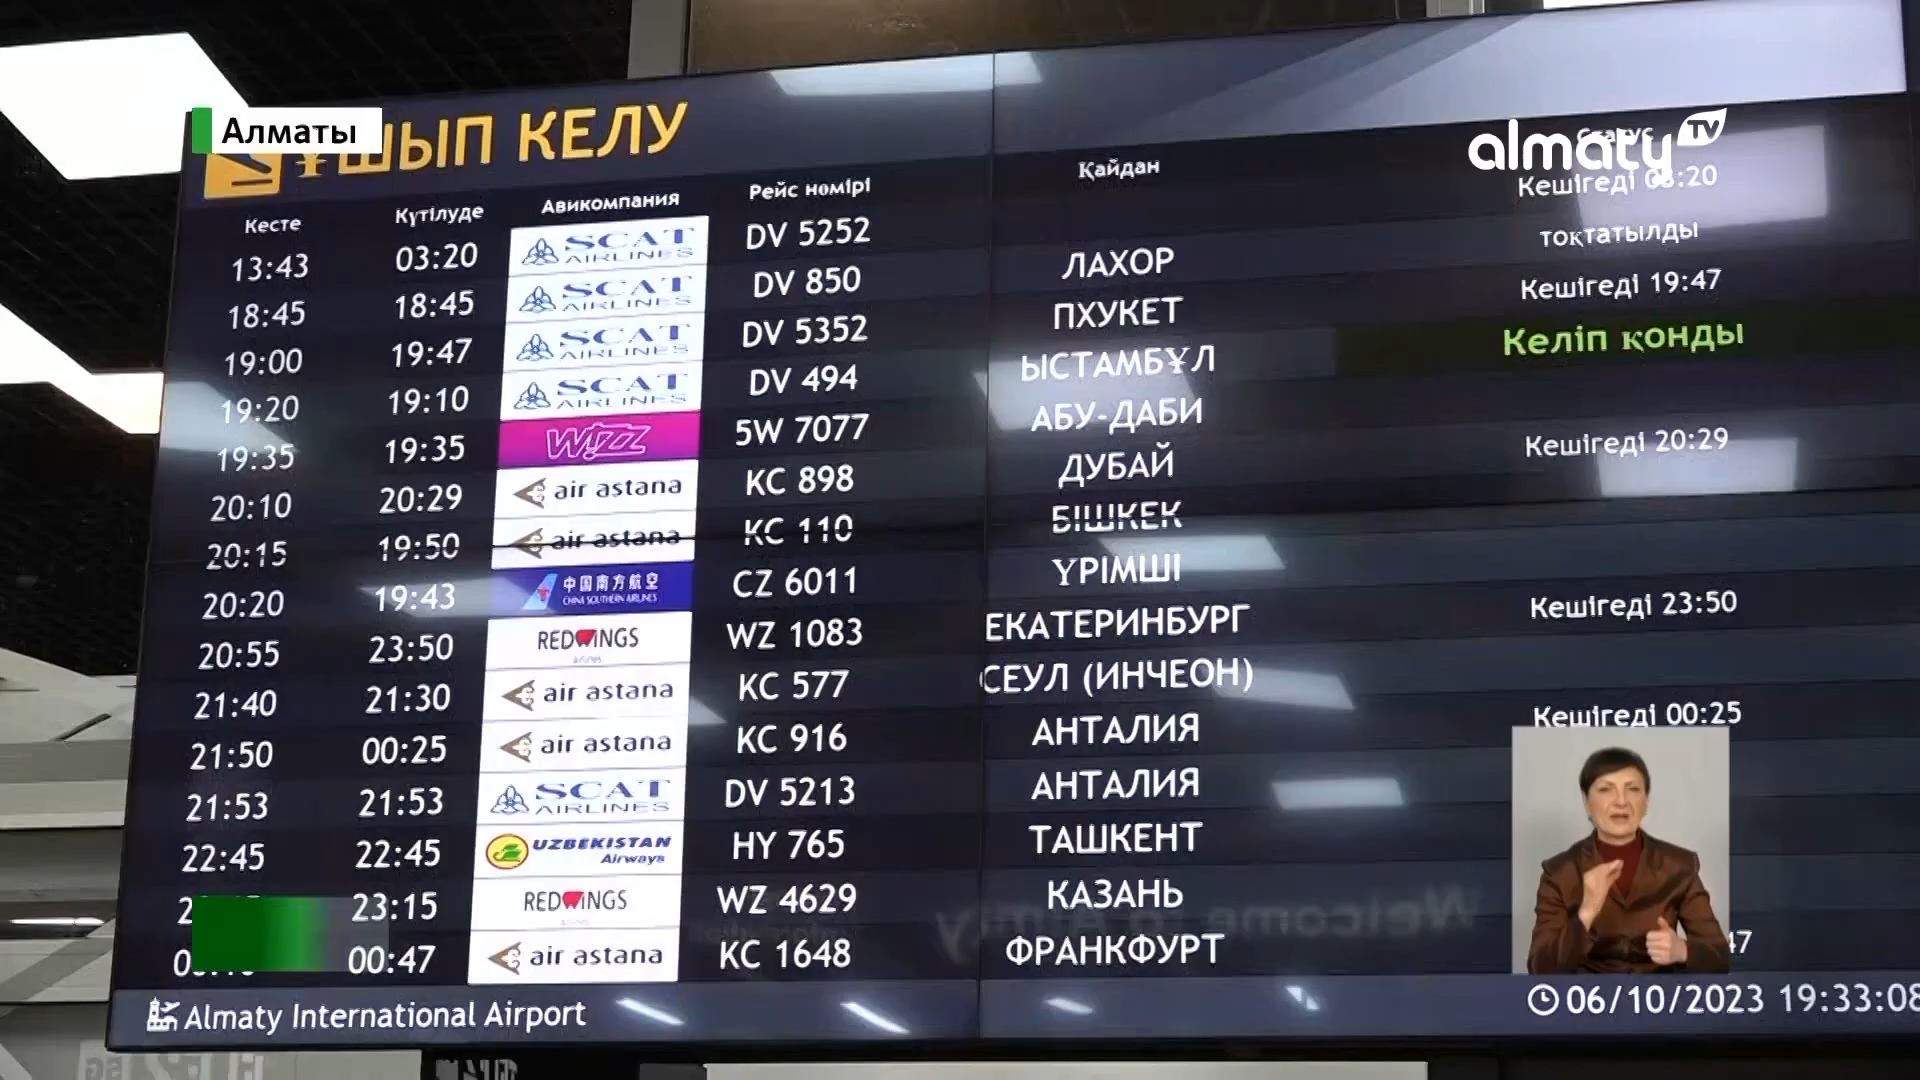 Алматы
ҰШЫП КЕЛУ
almaty TV
Кесте Күтілуде Авикомпания Рейс нөмірі Қайдан Статус
13:43 03:20 SCAT AIRLINES DV 5252 Кешігеді 03:20
18:45 18:45 SCAT AIRLINES DV 850 ЛАХОР тоқтатылды
19:00 19:47 SCAT AIRLINES DV 5352 ПХУКЕТ Кешігеді 19:47
19:20 19:10 SCAT AIRLINES DV 494 ЫСТАМБҰЛ Келіп қонды
19:35 19:35 WIZZ 5W 7077 АБУ-ДАБИ
20:10 20:29 air astana KC 898 ДУБАЙ Кешігеді 20:29
20:15 19:50 air astana KC 110 БІШКЕК
20:20 19:43 中国南方航空 CHINA SOUTHERN AIRLINES CZ 6011 ҮРІМШІ
20:55 23:50 REDWINGS airlines WZ 1083 ЕКАТЕРИНБУРГ Кешігеді 23:50
21:40 21:30 air astana KC 577 СЕУЛ (ИНЧЕОН)
21:50 00:25 air astana KC 916 АНТАЛИЯ Кешігеді 00:25
21:53 21:53 SCAT AIRLINES DV 5213 АНТАЛИЯ
22:45 22:45 UZBEKISTAN Airways HY 765 ТАШКЕНТ
23:15 REDWINGS WZ 4629 КАЗАНЬ
00:47 air astana KC 1648 ФРАНКФУРТ 47
Almaty International Airport
06/10/2023 19:33:08